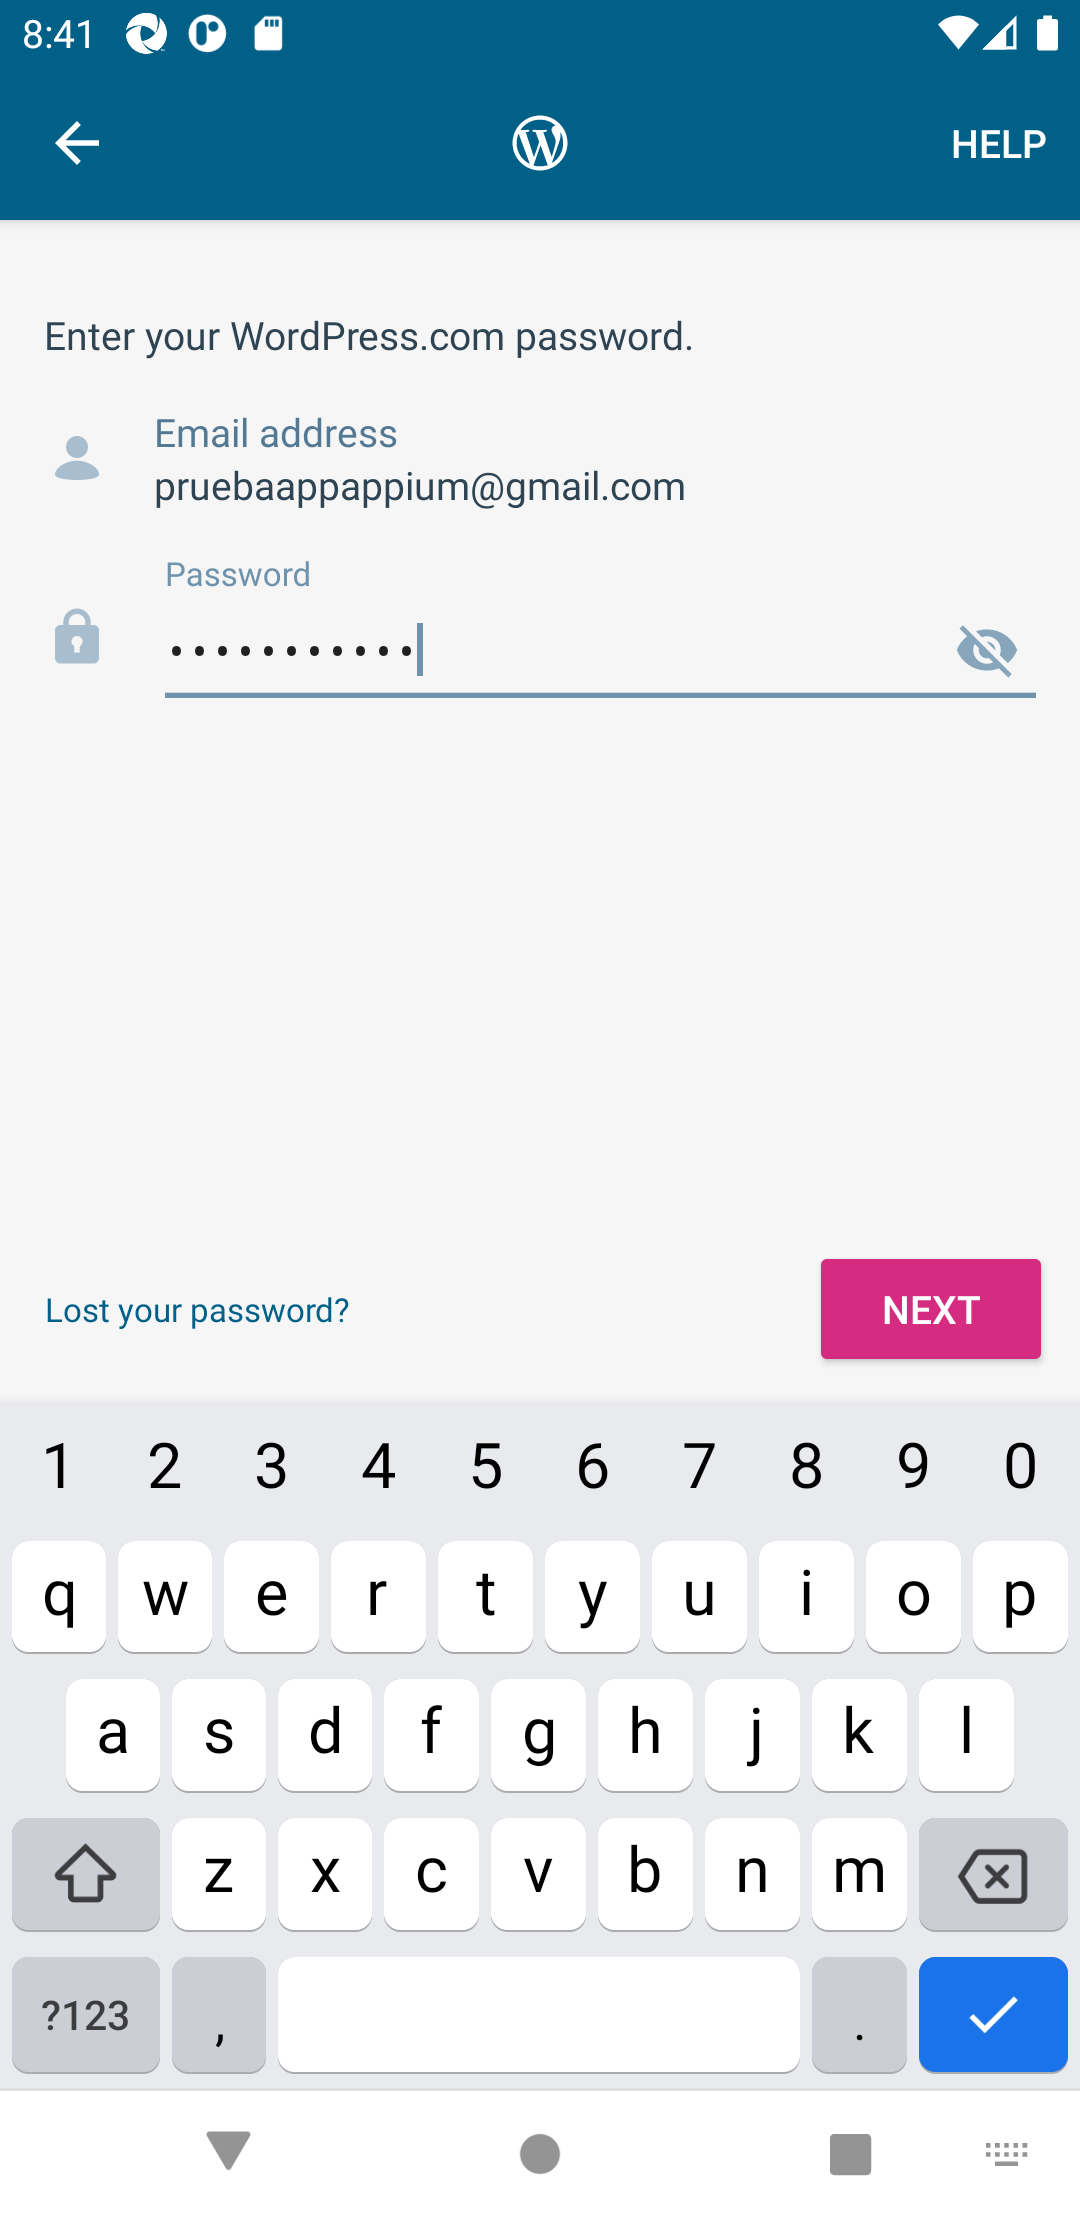 8:41
HELP
Enter your WordPress.com password.
Email address
pruebaappappium@gmail.com
Password
•••••••••••
Lost your password?
NEXT
1 2 3 4 5 6 7 8 9 0
q w e r t y u i o p
a s d f g h j k l
z x c v b n m
?123 , .